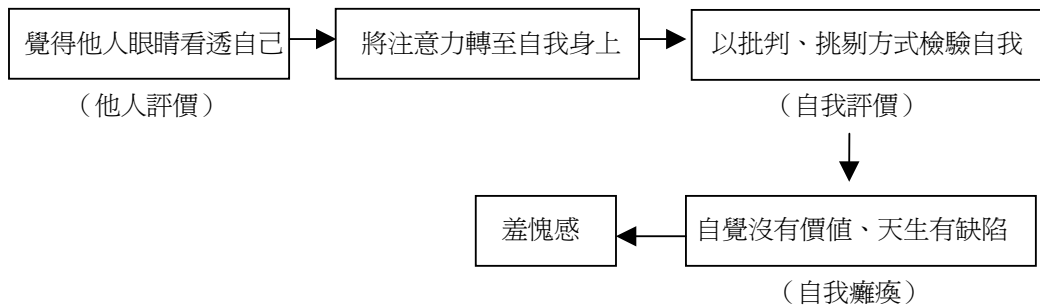 覺得他人眼睛看透自己
將注意力轉至自我身上
以批判、挑剔方式檢驗自我
（他人評價）
（自我評價）
自覺沒有價值、天生有缺陷
羞愧感
（自我癱瘓）